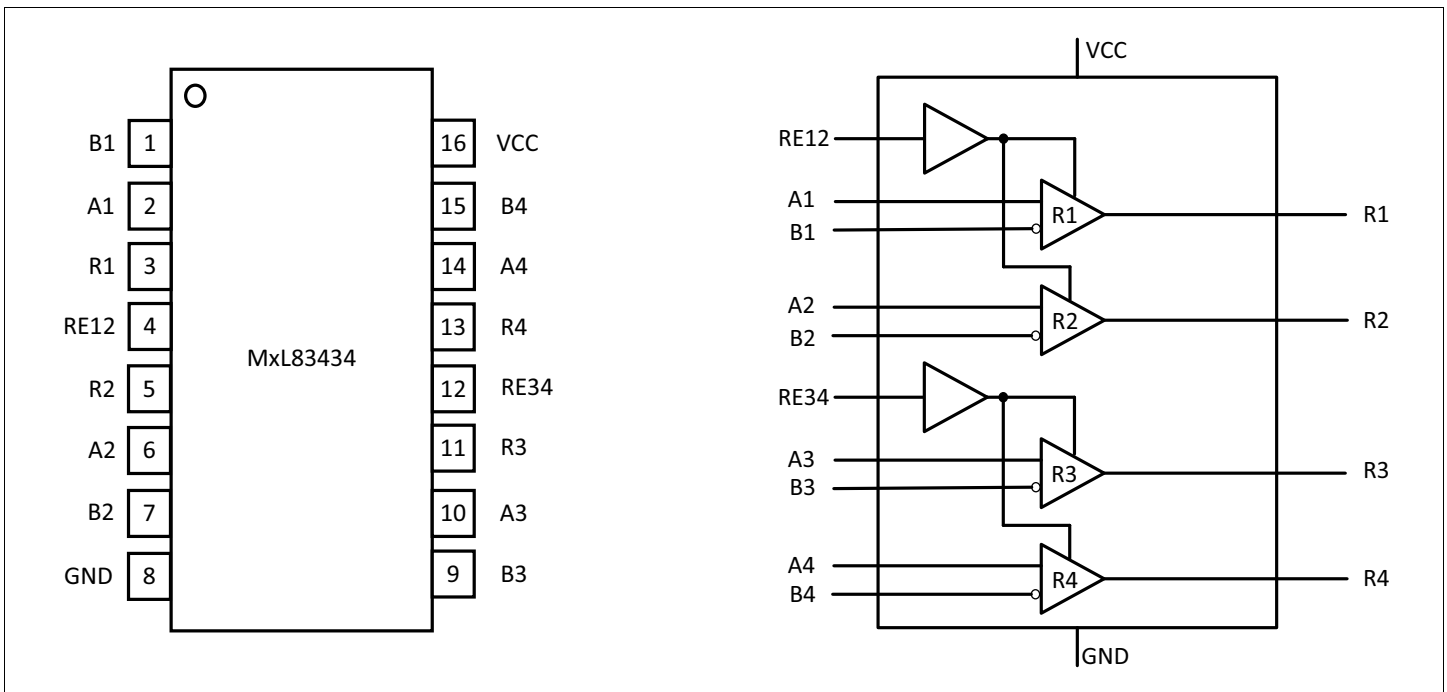 B1 1
A1 2
R1 3
RE12 4
R2 5
A2 6
B2 7
GND 8
MxL83434
16 VCC
15 B4
14 A4
13 R4
12 RE34
11 R3
10 A3
9 B3
VCC
RE12
A1
B1
R1
R1
A2
B2
R2
R2
RE34
A3
B3
R3
R3
A4
B4
R4
R4
GND